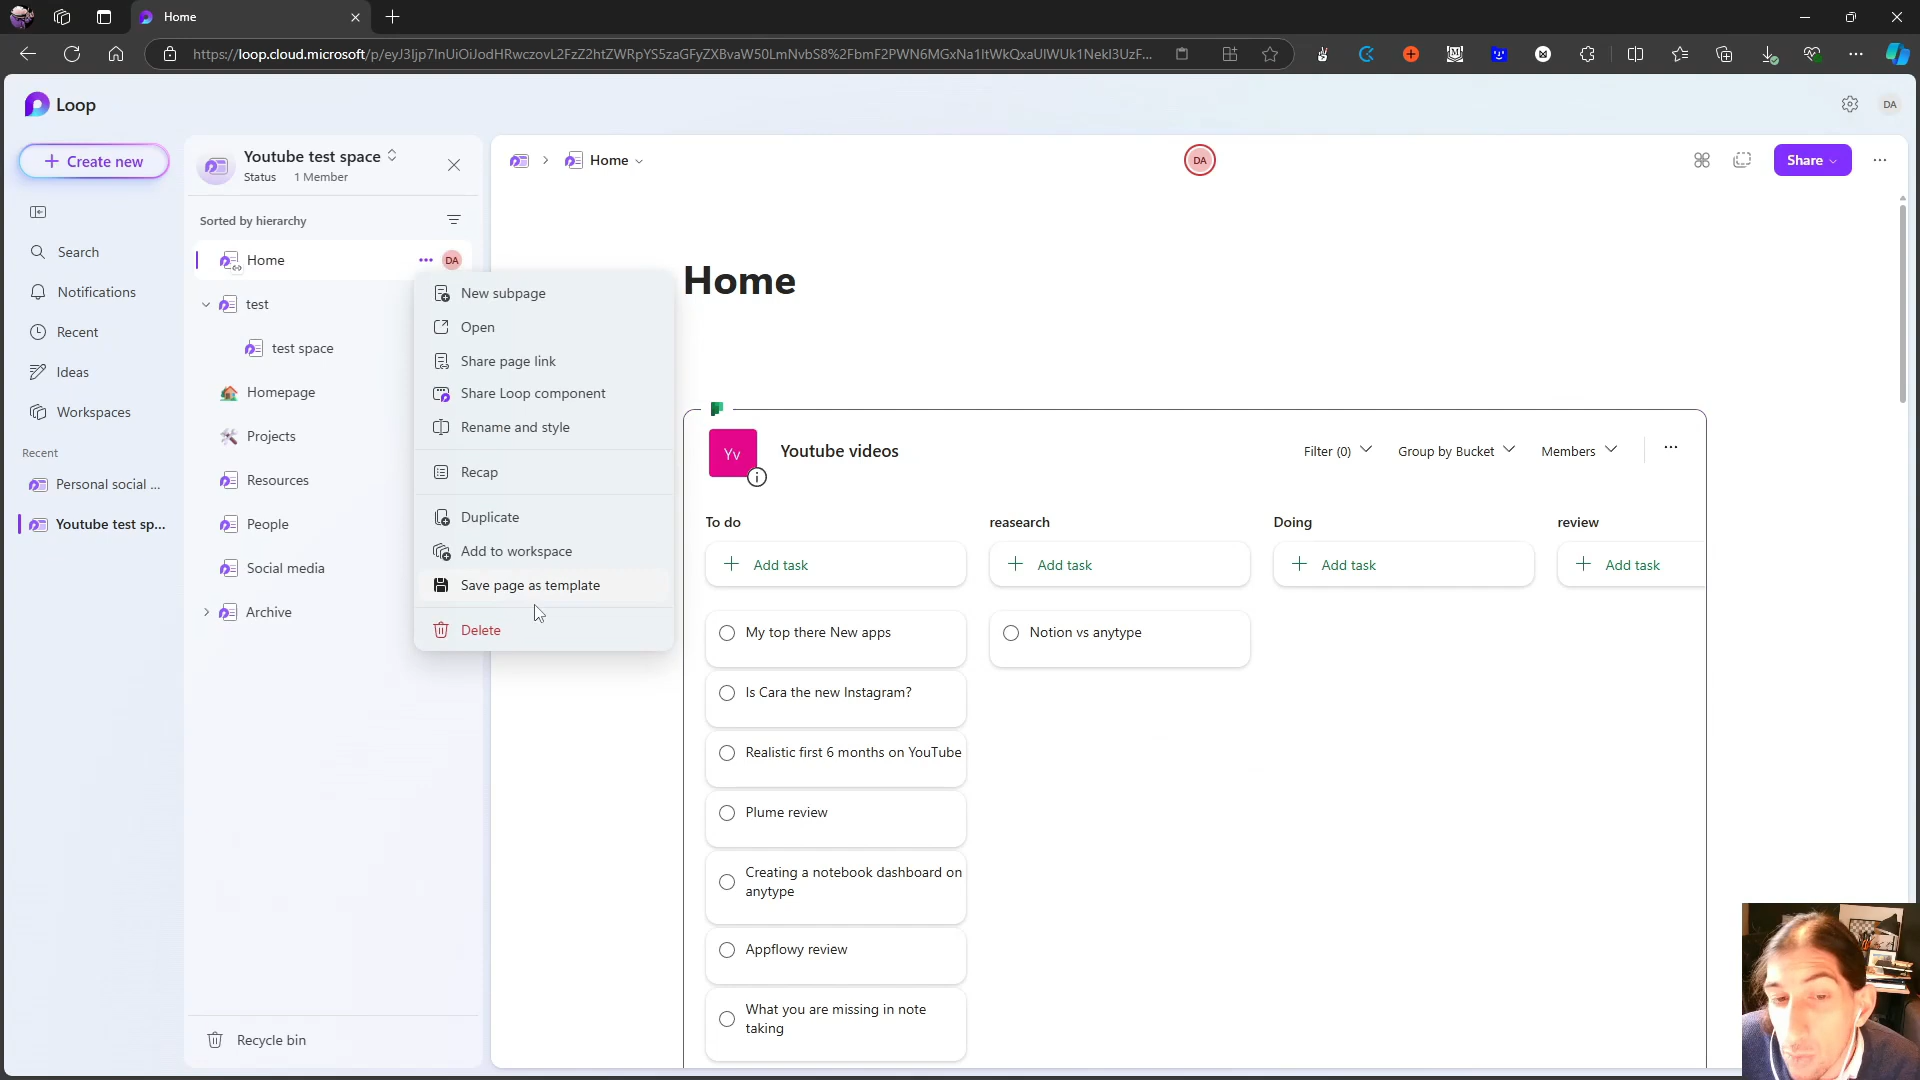 Home
https://loop.cloud.microsoft/p/
Loop
DA
Create new
Youtube test space
Status 1 Member
Home
DA
Share
Sorted by hierarchy
Search
Home
DA
Notifications
test
Recent
test space
Ideas
Homepage
Workspaces
Projects
Recent
Resources
Personal social ...
People
Youtube test sp...
Social media
Archive
Recycle bin
New subpage
Open
Share page link
Share Loop component
Rename and style
Recap
Duplicate
Add to workspace
Save page as template
Delete
Home
Yv
Youtube videos
Filter (0)
Group by Bucket
Members
To do
reasearch
Doing
review
Add task
Add task
Add task
Add task
My top there New apps
Notion vs anytype
Is Cara the new Instagram?
Realistic first 6 months on YouTube
Plume review
Creating a notebook dashboard on
anytype
Appflowy review
What you are missing in note
taking